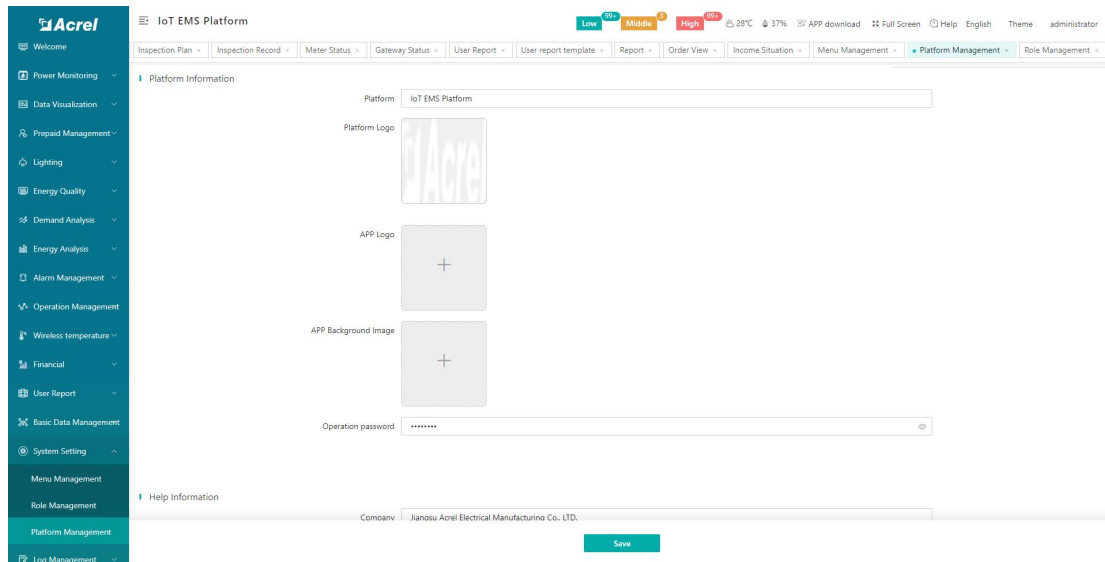 Acrel
IoT EMS Platform
Low 99+ Middle 3 High 99+ 28℃ 37% APP download Full Screen Help English Theme administrator
Inspection Plan × Inspection Record × Meter Status × Gateway Status × User Report × User report template × Report × Order View × Income Situation × Menu Management × Platform Management × Role Management ×
Welcome
Power Monitoring
Data Visualization
Prepaid Management
Lighting
Energy Quality
Demand Analysis
Energy Analysis
Alarm Management
Operation Management
Wireless temperature
Financial
User Report
Basic Data Management
System Setting
Menu Management
Role Management
Platform Management
Log Management
Platform Information
Platform IoT EMS Platform
Platform Logo
Acrel
APP Logo
+
APP Background Image
+
Operation password ••••••••
Help Information
Company Jiangsu Acrel Electrical Manufacturing Co., LTD.
Save